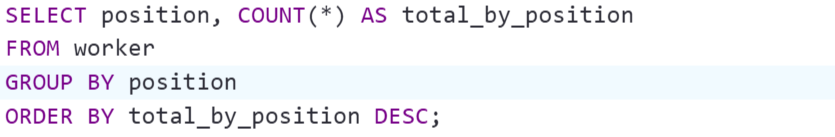 SELECT position, COUNT(*) AS total_by_position
FROM worker
GROUP BY position
ORDER BY total_by_position DESC;